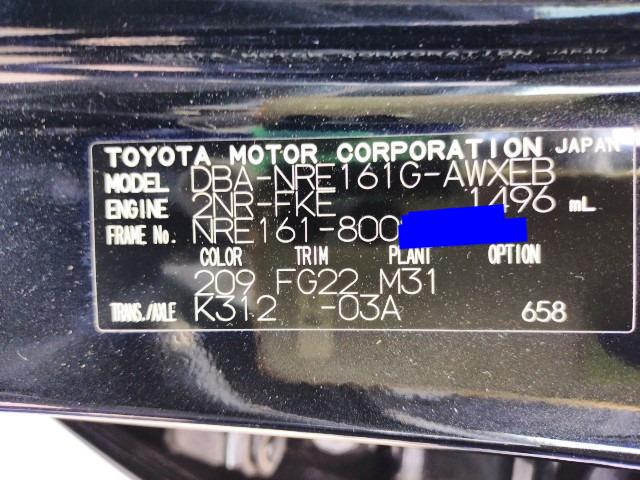 TOYOTA MOTOR CORPORATION JAPAN
MODEL DBA-NRE161G-AWXEB
ENGINE 2NR-FKE 1496 mL
FRAME No. NRE161-800
COLOR TRIM PLANT OPTION
209 FG22 M31
TRANS./AXLE K312 -03A 658